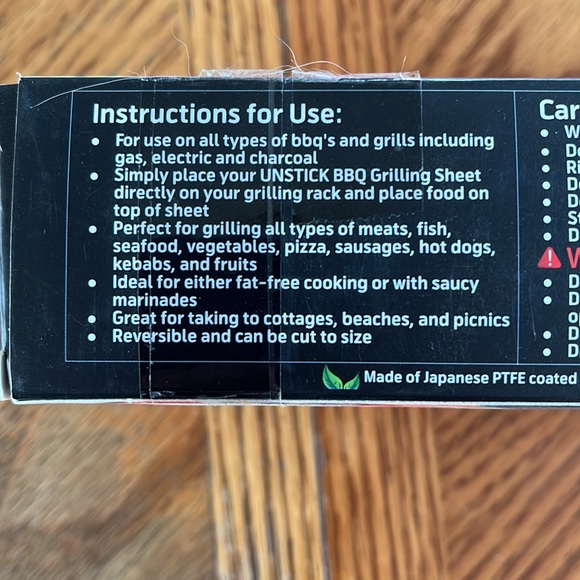 Instructions for Use:
• For use on all types of bbq's and grills including
gas, electric and charcoal
• Simply place your UNSTICK BBQ Grilling Sheet
directly on your grilling rack and place food on
top of sheet
• Perfect for grilling all types of meats, fish,
seafood, vegetables, pizza, sausages, hot dogs,
kebabs, and fruits
• Ideal for either fat-free cooking or with saucy
marinades
• Great for taking to cottages, beaches, and picnics
• Reversible and can be cut to size
Made of Japanese PTFE coated
Car